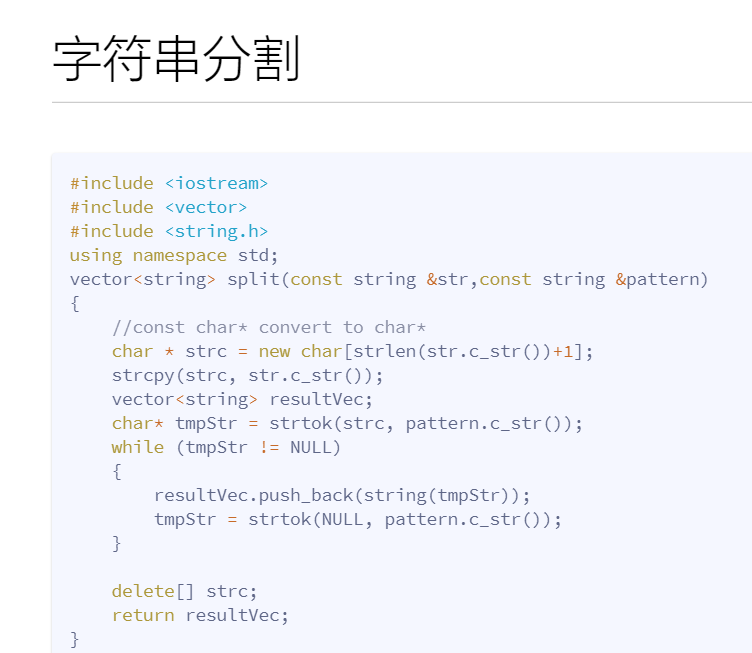 字符串分割
#include <iostream>
#include <vector>
#include <string.h>
using namespace std;
vector<string> split(const string &str,const string &pattern)
{
    //const char* convert to char*
    char * strc = new char[strlen(str.c_str())+1];
    strcpy(strc, str.c_str());
    vector<string> resultVec;
    char* tmpStr = strtok(strc, pattern.c_str());
    while (tmpStr != NULL)
    {
        resultVec.push_back(string(tmpStr));
        tmpStr = strtok(NULL, pattern.c_str());
    }
    delete[] strc;
    return resultVec;
}